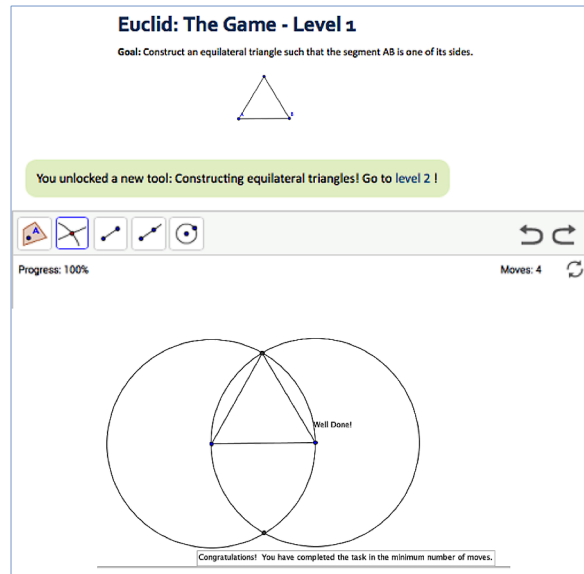 Euclid: The Game - Level 1
Goal: Construct an equilateral triangle such that the segment AB is one of its sides.
A B
You unlocked a new tool: Constructing equilateral triangles! Go to level 2 !
A
Progress: 100%
Moves: 4
Well Done!
Congratulations! You have completed the task in the minimum number of moves.